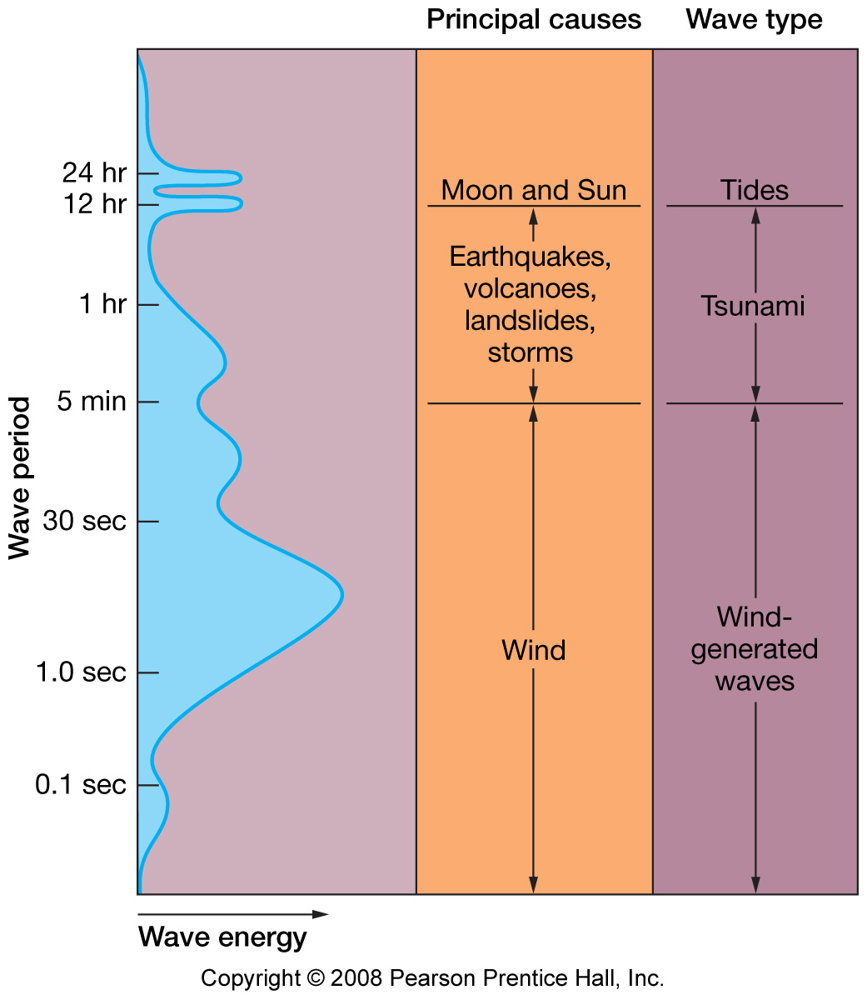 Principal causes
Wave type
24 hr
12 hr
1 hr
5 min
30 sec
1.0 sec
0.1 sec
Wave period
Moon and Sun
Earthquakes,
volcanoes,
landslides,
storms
Wind
Tides
Tsunami
Wind-
generated
waves
Wave energy
Copyright © 2008 Pearson Prentice Hall, Inc.